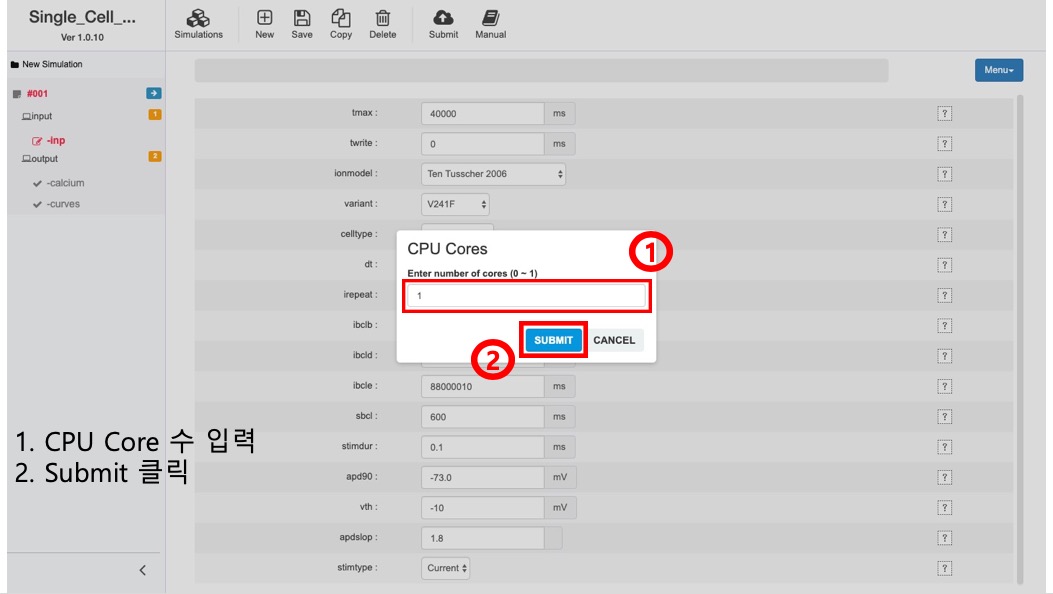 Single_Cell_...
Ver 1.0.10
Simulations
New
Save
Copy
Delete
Submit
Manual
New Simulation
Menu
#001
input 1
-inp
output 2
-calcium
-curves
tmax : 40000 ms ?
twrite : 0 ms ?
ionmodel : Ten Tusscher 2006 ?
variant : V241F ?
celltype : ?
dt : ?
irepeat : ?
ibclb : ?
ibcld : ?
ibcle : 88000010 ms ?
sbcl : 600 ms ?
stimdur : 0.1 ms ?
apd90 : -73.0 mV ?
vth : -10 mV ?
apdslop : 1.8 ?
stimtype : Current ?
CPU Cores
1
Enter number of cores (0 ~ 1)
1
SUBMIT
CANCEL
2
1. CPU Core 수 입력
2. Submit 클릭